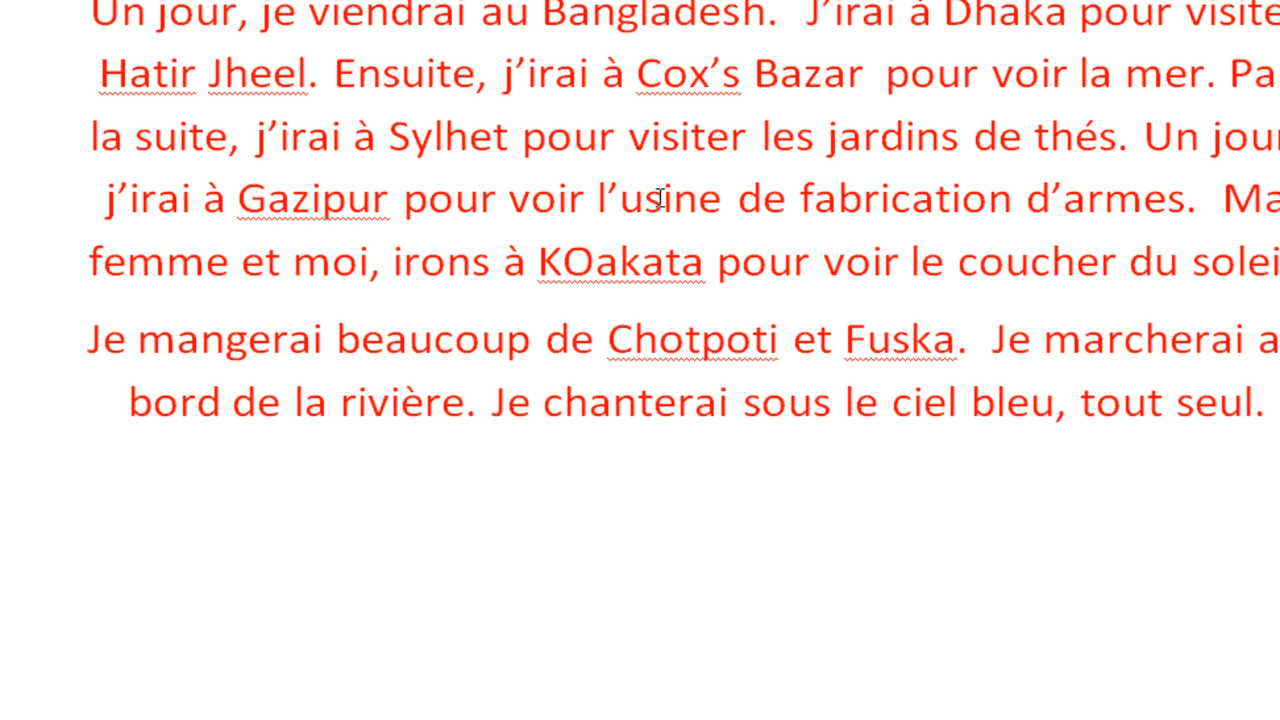 Un jour, je viendrai au Bangladesh. J’irai à Dhaka pour visite
Hatir Jheel. Ensuite, j’irai à Cox’s Bazar pour voir la mer. Pa
la suite, j’irai à Sylhet pour visiter les jardins de thés. Un jour
j’irai à Gazipur pour voir l’usine de fabrication d’armes. Ma
femme et moi, irons à KOakata pour voir le coucher du solei
Je mangerai beaucoup de Chotpoti et Fuska. Je marcherai a
bord de la rivière. Je chanterai sous le ciel bleu, tout seul.